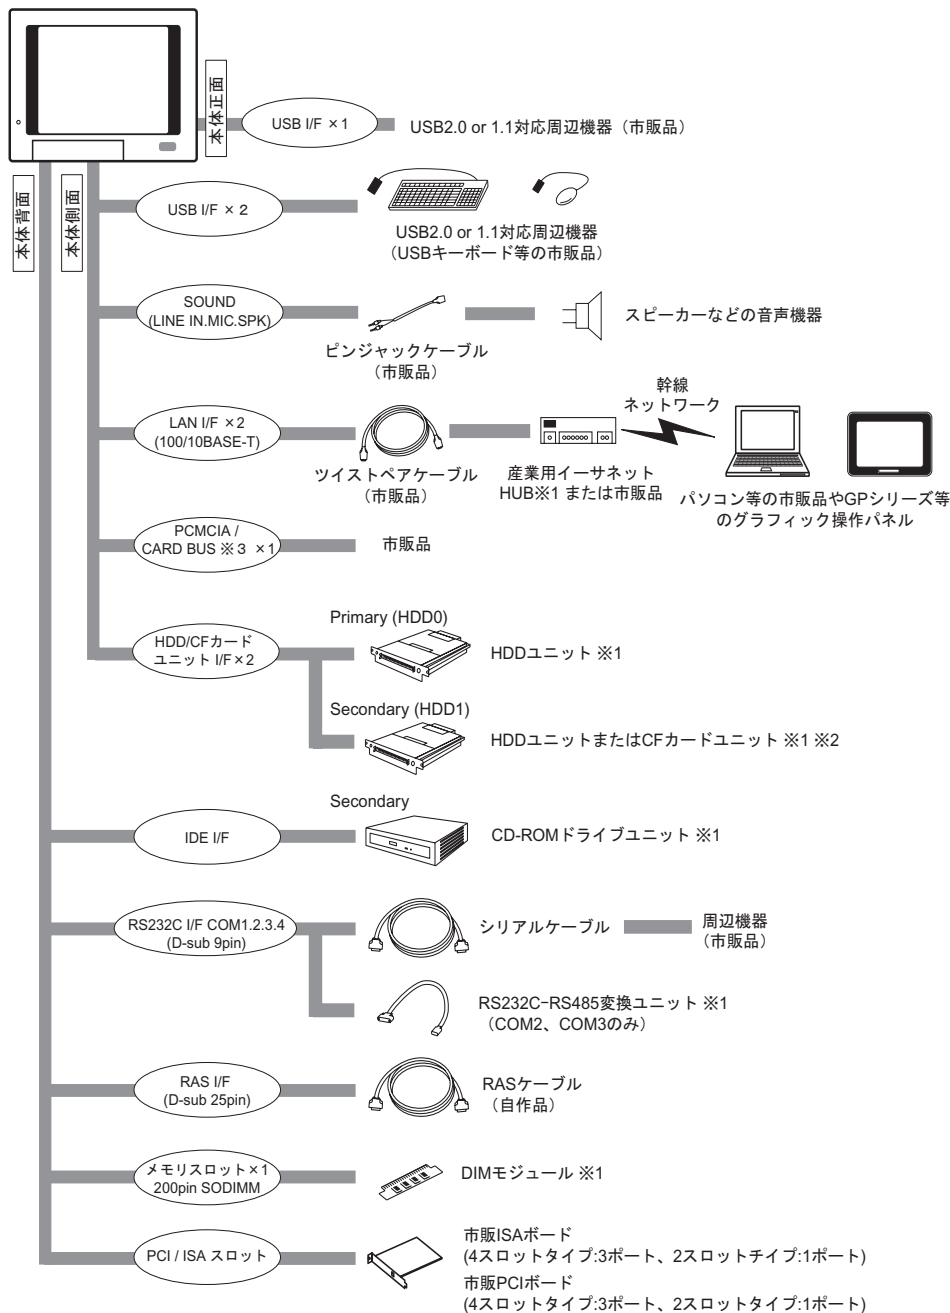 本体正面
USB I/F ×1
USB2.0 or 1.1対応周辺機器（市販品）
本体背面
本体側面
USB I/F × 2
USB2.0 or 1.1対応周辺機器
（USBキーボード等の市販品）
SOUND
(LINE IN.MIC.SPK)
ピンジャックケーブル
（市販品）
スピーカーなどの音声機器
LAN I/F ×2
(100/10BASE-T)
ツイストペアケーブル
（市販品）
産業用イーサネット
HUB※1 または市販品
幹線
ネットワーク
パソコン等の市販品やGPシリーズ等
のグラフィック操作パネル
PCMCIA /
CARD BUS ※３ ×1
市販品
HDD/CFカード
ユニット I/F×2
Primary (HDD0)
HDDユニット ※1
Secondary (HDD1)
HDDユニットまたはCFカードユニット ※1 ※2
IDE I/F
Secondary
CD-ROMドライブユニット ※1
RS232C I/F COM1.2.3.4
(D-sub 9pin)
シリアルケーブル
周辺機器
（市販品）
RS232C-RS485変換ユニット ※1
（COM2、COM3のみ）
RAS I/F
(D-sub 25pin)
RASケーブル
（自作品）
メモリスロット×1
200pin SODIMM
DIMモジュール ※1
PCI / ISA スロット
市販ISAボード
(4スロットタイプ:3ポート、2スロットチイプ:1ポート)
市販PCIボード
(4スロットタイプ:3ポート、2スロットタイプ:1ポート)